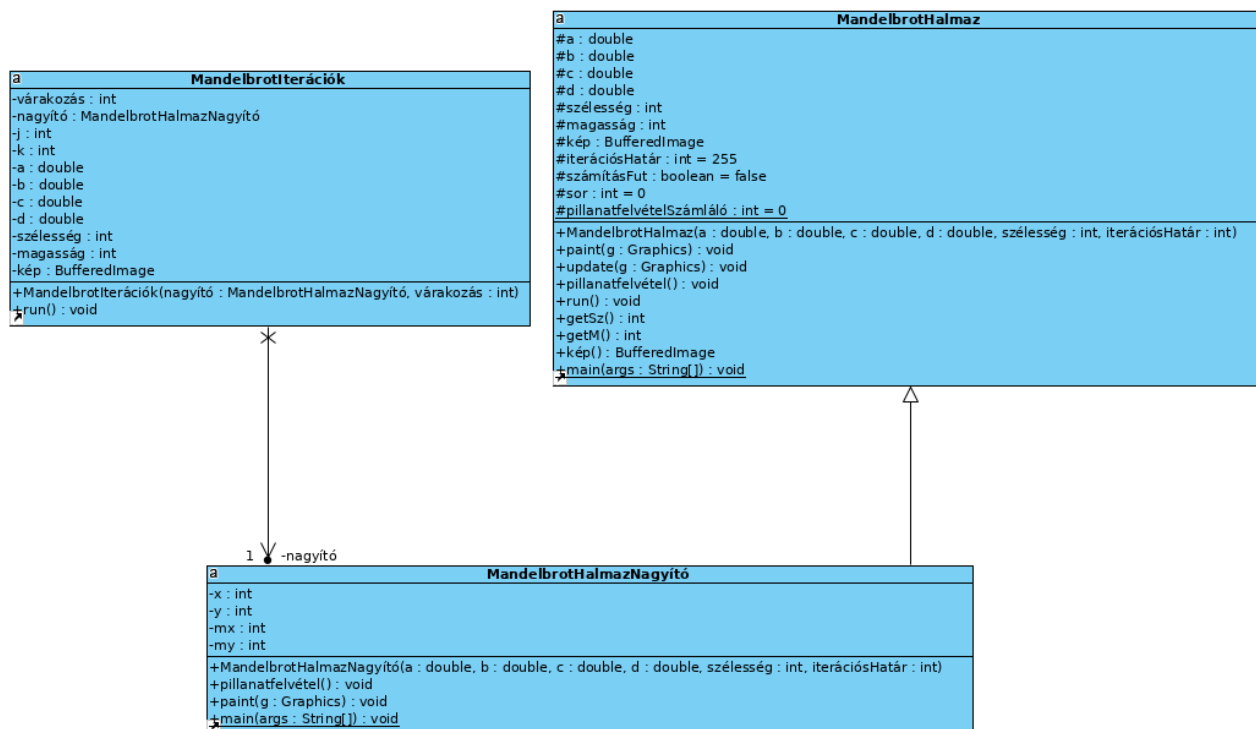 a
MandelbrotIterációk
-várakozás : int
-nagyító : MandelbrotHalmazNagyító
-j : int
-k : int
-a : double
-b : double
-c : double
-d : double
-szélesség : int
-magasság : int
-kép : BufferedImage
+MandelbrotIterációk(nagyító : MandelbrotHalmazNagyító, várakozás : int)
+run() : void
a
MandelbrotHalmaz
#a : double
#b : double
#c : double
#d : double
#szélesség : int
#magasság : int
#kép : BufferedImage
#iterációsHatár : int = 255
#számításFut : boolean = false
#sor : int = 0
#pillanatfelvételSzámláló : int = 0
+MandelbrotHalmaz(a : double, b : double, c : double, d : double, szélesség : int, iterációsHatár : int)
+paint(g : Graphics) : void
+update(g : Graphics) : void
+pillanatfelvétel() : void
+run() : void
+getSz() : int
+getM() : int
+kép() : BufferedImage
+main(args : String[]) : void
1 -nagyító
a
MandelbrotHalmazNagyító
-x : int
-y : int
-mx : int
-my : int
+MandelbrotHalmazNagyító(a : double, b : double, c : double, d : double, szélesség : int, iterációsHatár : int)
+pillanatfelvétel() : void
+paint(g : Graphics) : void
+main(args : String[]) : void